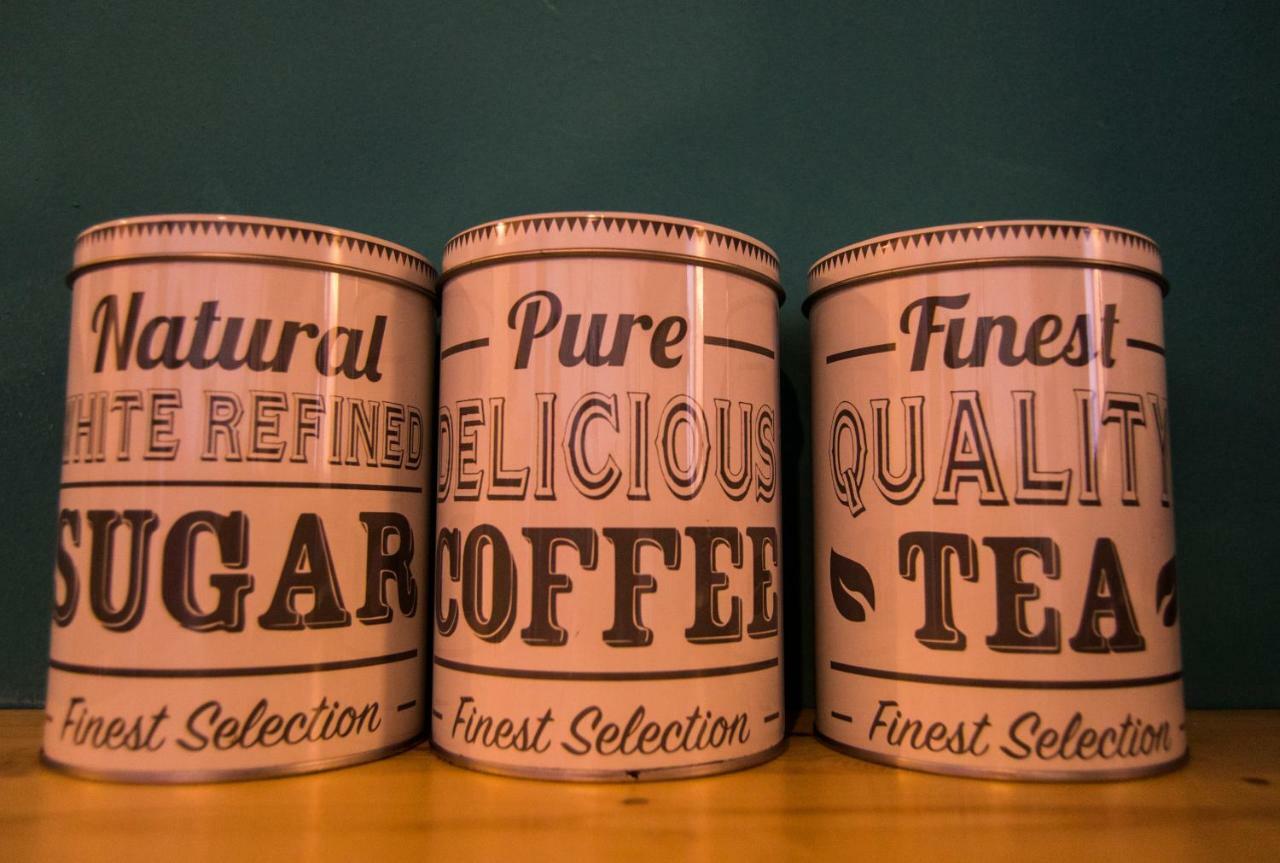 Natural
WHITE REFINED
SUGAR
Finest Selection
Pure
DELICIOUS
COFFEE
Finest Selection
Finest
QUALITY
TEA
Finest Selection